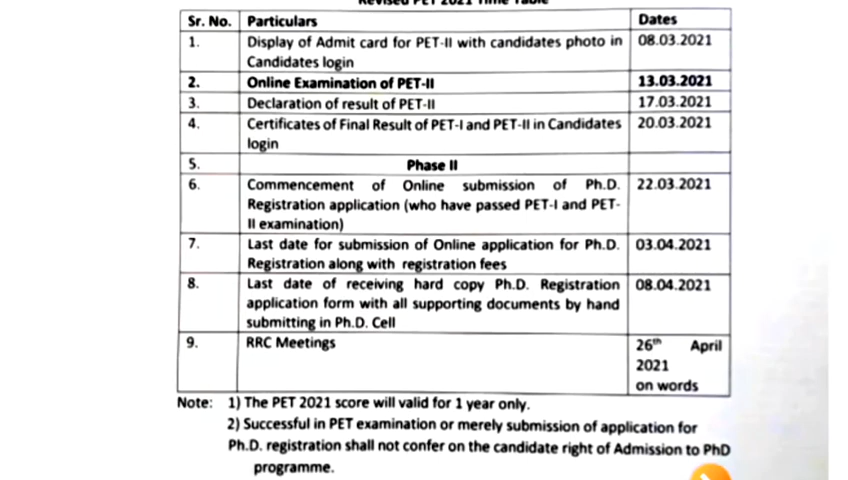 Revised PET 2021 Time Table
Sr. No. Particulars Dates
1. Display of Admit card for PET-II with candidates photo in 08.03.2021
Candidates login
2. Online Examination of PET-II 13.03.2021
3. Declaration of result of PET-II 17.03.2021
4. Certificates of Final Result of PET-I and PET-II in Candidates 20.03.2021
login
5. Phase II
6. Commencement of Online submission of Ph.D. 22.03.2021
Registration application (who have passed PET-I and PET-
II examination)
7. Last date for submission of Online application for Ph.D. 03.04.2021
Registration along with registration fees
8. Last date of receiving hard copy Ph.D. Registration 08.04.2021
application form with all supporting documents by hand
submitting in Ph.D. Cell
9. RRC Meetings 26th April
2021
on words
Note: 1) The PET 2021 score will valid for 1 year only.
2) Successful in PET examination or merely submission of application for
Ph.D. registration shall not confer on the candidate right of Admission to PhD
programme.